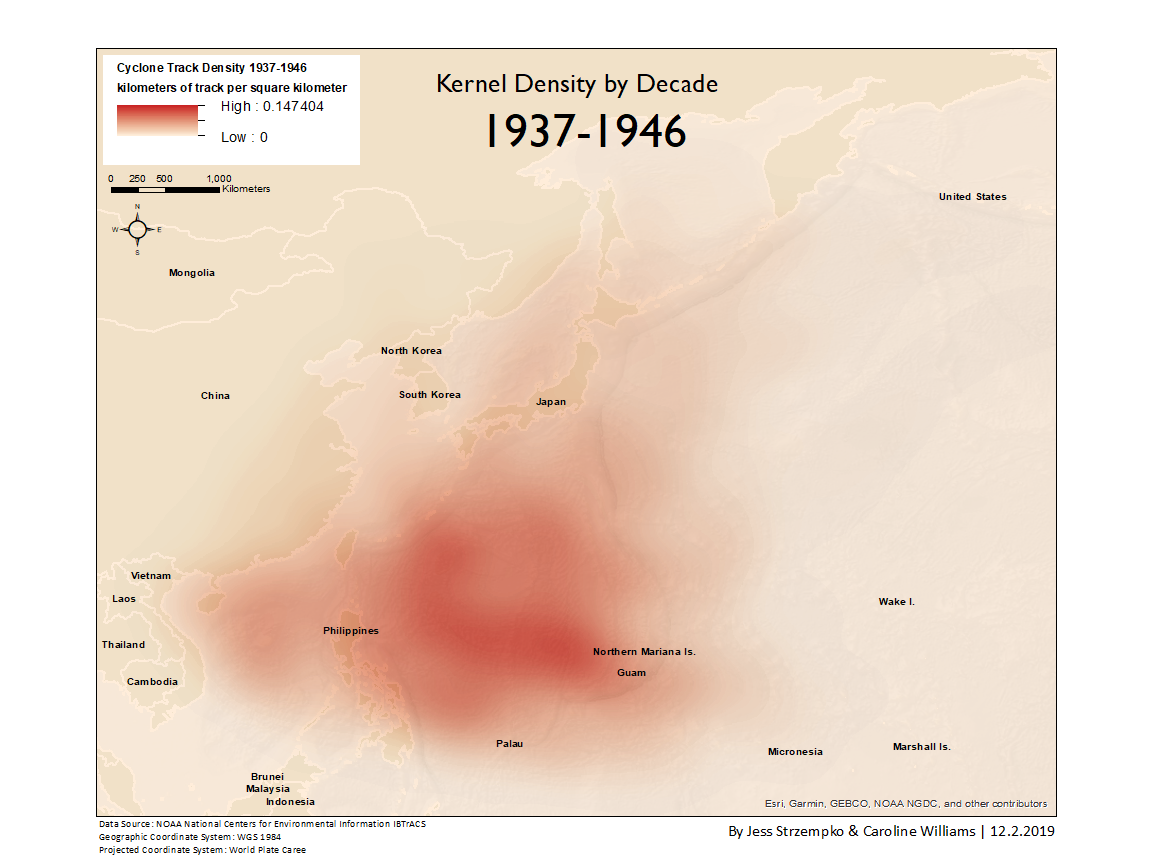 Cyclone Track Density 1937-1946
kilometers of track per square kilometer
High : 0.147404
Low : 0
Kernel Density by Decade
1937-1946
0 250 500 1,000
Kilometers
N
W E
S
United States
Mongolia
North Korea
China
South Korea
Japan
Vietnam
Laos
Wake I.
Philippines
Thailand
Northern Mariana Is.
Guam
Cambodia
Palau
Micronesia
Marshall Is.
Brunei
Malaysia
Indonesia
Esri, Garmin, GEBCO, NOAA NGDC, and other contributors
Data Source: NOAA National Centers for Environmental Information IBTrACS
Geographic Coordinate System: WGS 1984
Projected Coordinate System: World Plate Caree
By Jess Strzempko & Caroline Williams | 12.2.2019